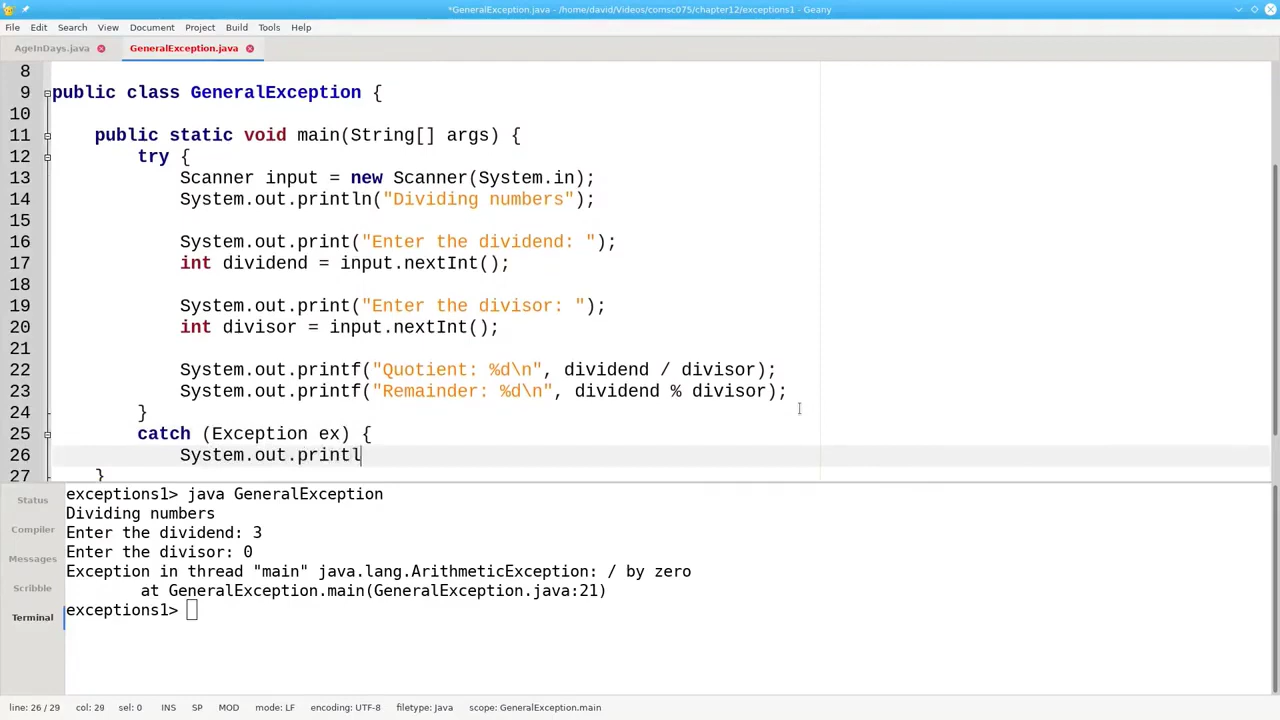 *GeneralException.java - /home/david/Videos/comsc075/chapter12/exceptions1 - Geany
File Edit Search View Document Project Build Tools Help
AgeInDays.java GeneralException.java
8
9 public class GeneralException {
10
11 public static void main(String[] args) {
12 try {
13 Scanner input = new Scanner(System.in);
14 System.out.println("Dividing numbers");
15
16 System.out.print("Enter the dividend: ");
17 int dividend = input.nextInt();
18
19 System.out.print("Enter the divisor: ");
20 int divisor = input.nextInt();
21
22 System.out.printf("Quotient: %d\n", dividend / divisor);
23 System.out.printf("Remainder: %d\n", dividend % divisor);
24 }
25 catch (Exception ex) {
26 System.out.printl
27 }
Status
Compiler
Messages
Scribble
Terminal
exceptions1> java GeneralException
Dividing numbers
Enter the dividend: 3
Enter the divisor: 0
Exception in thread "main" java.lang.ArithmeticException: / by zero
at GeneralException.main(GeneralException.java:21)
exceptions1>
line: 26 / 29 col: 29 sel: 0 INS SP MOD mode: LF encoding: UTF-8 filetype: Java scope: GeneralException.main